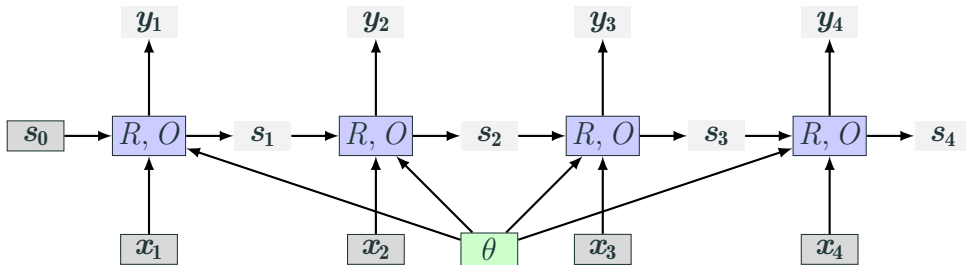 y₁ y₂ y₃ y₄
s₀ R, O s₁ R, O s₂ R, O s₃ R, O s₄
x₁ x₂ θ x₃ x₄